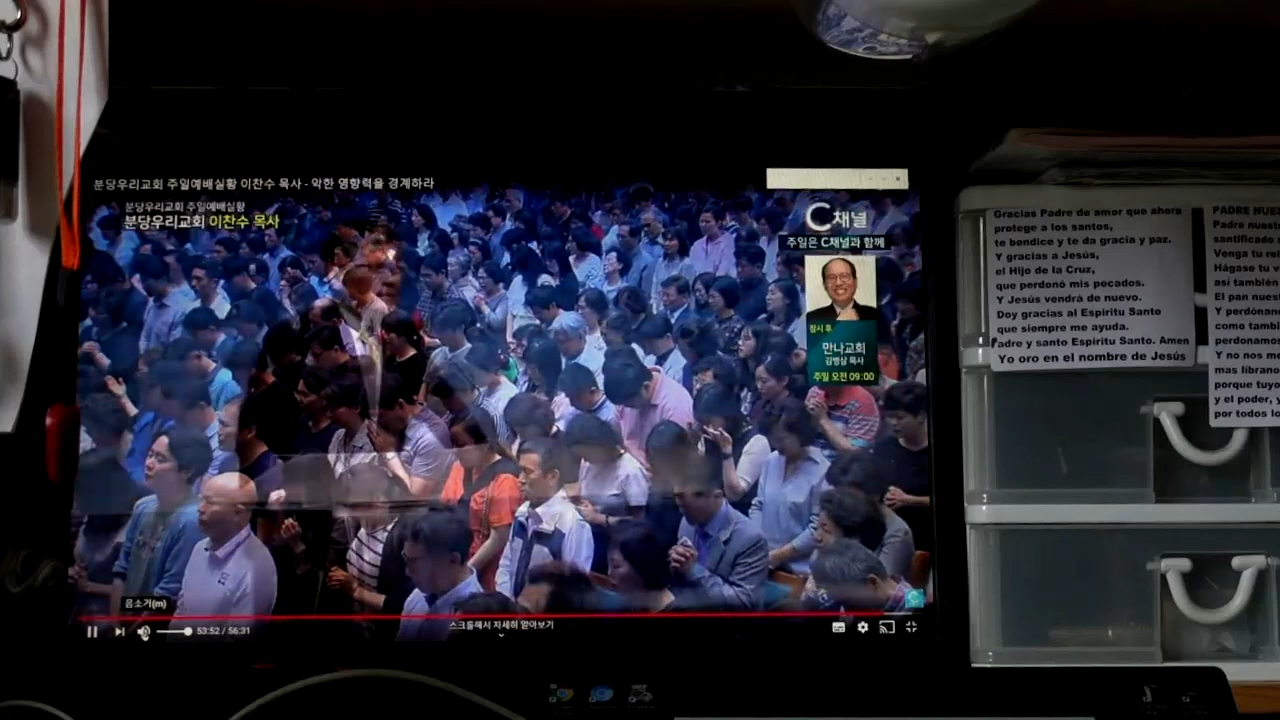 분당우리교회 주일예배실황 이찬수 목사 - 악한 영향력을 경계하라
분당우리교회 주일예배실황
분당우리교회 이찬수 목사
C채널
주일은 C채널과 함께
잠시 후
만나교회
김병삼 목사
주일 오전 09:00
음소거(m)
53:52 / 56:31
스크롤해서 자세히 알아보기
Gracias Padre de amor que ahora
protege a los santos,
te bendice y te da gracia y paz.
Y gracias a Jesús,
el Hijo de la Cruz,
que perdonó mis pecados.
Y Jesús vendrá de nuevo.
Doy gracias al Espiritu Santo
que siempre me ayuda.
adre y santo Espiritu Santo. Amen
Yo oro en el nombre de Jesús
PADRE NUE
Padre nuest
santificado
Venga tu re
Hágase tu v
así también
El pan nues
Y perdónan
como tamb
perdonamos
Y no nos m
mas librano
porque tuyo
y el poder, y
por todos lo